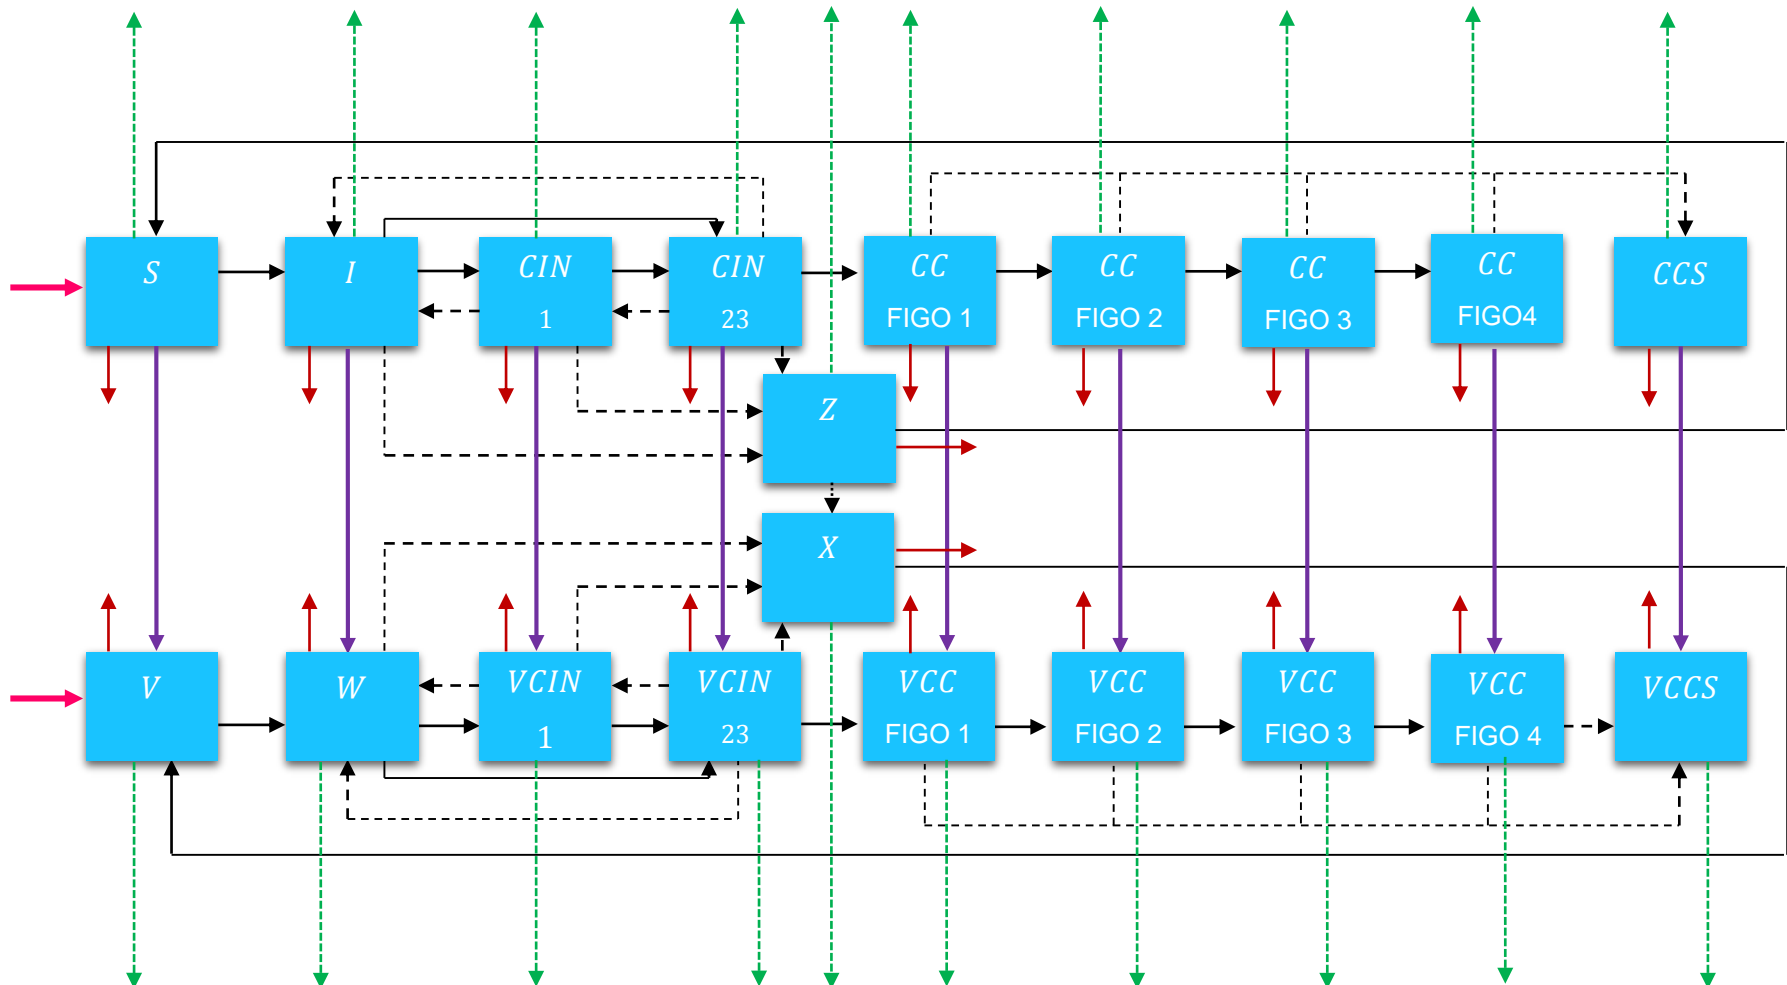 S
I
CIN
1
CIN
23
CC
FIGO 1
CC
FIGO 2
CC
FIGO 3
CC
FIGO4
CCS
Z
X
V
W
VCIN
1
VCIN
23
VCC
FIGO 1
VCC
FIGO 2
VCC
FIGO 3
VCC
FIGO 4
VCCS